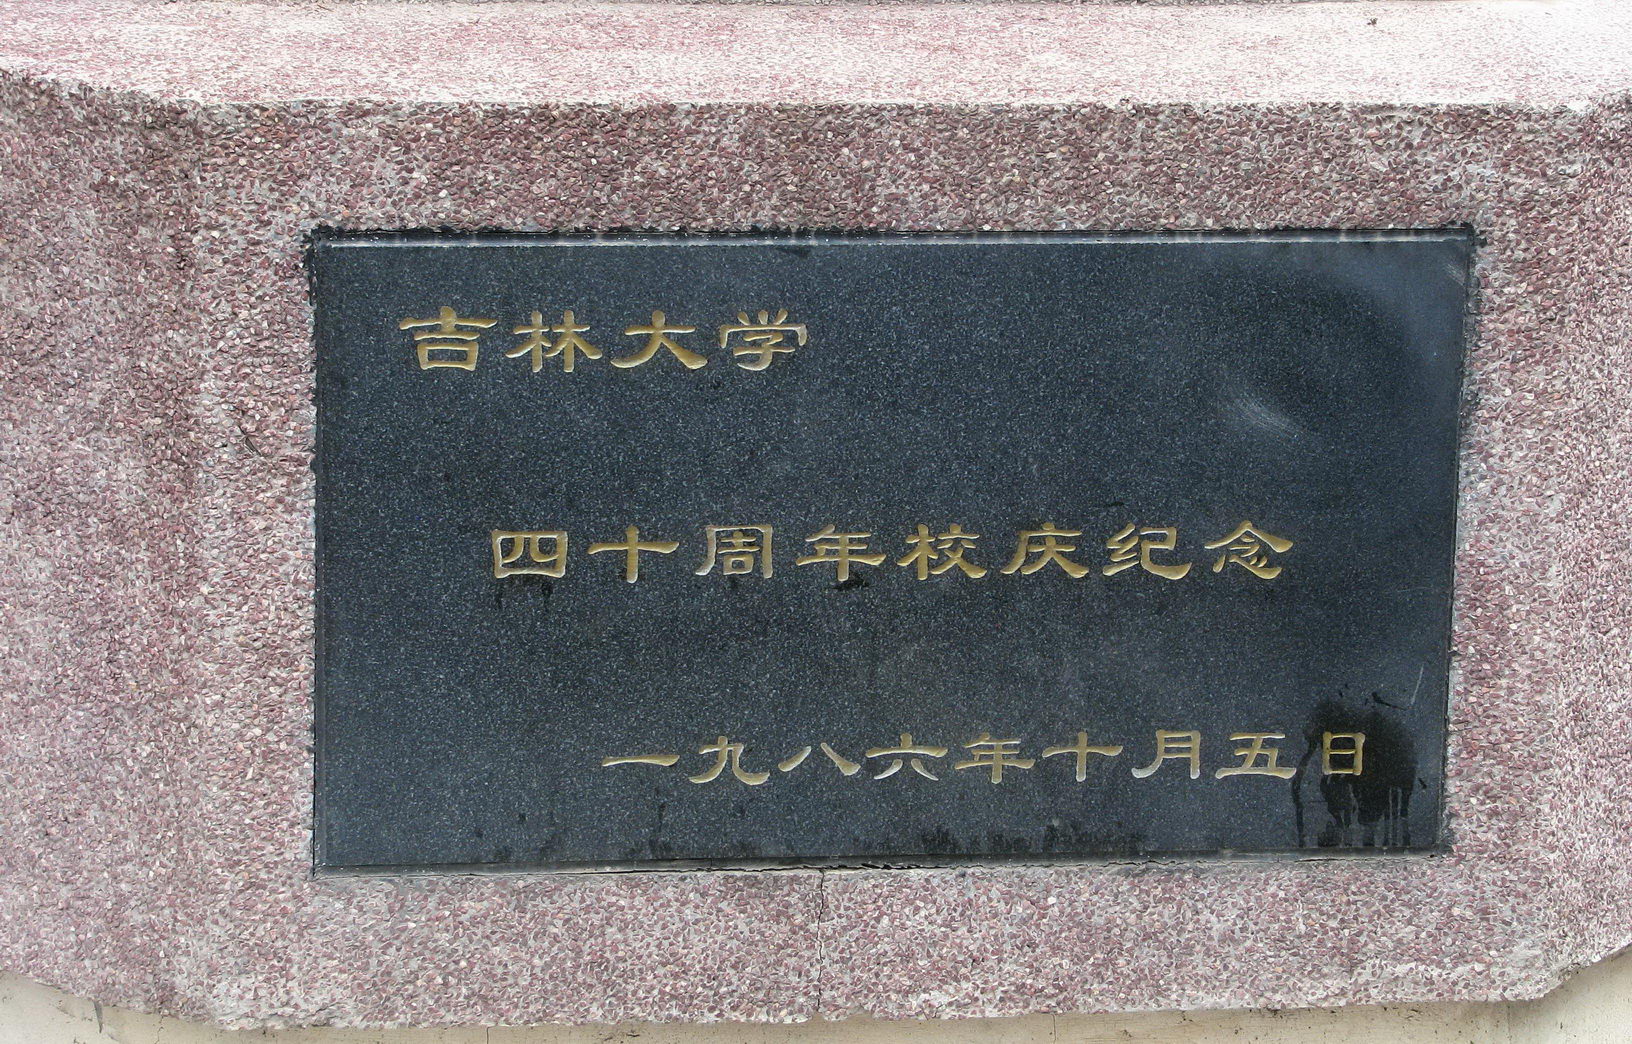 吉林大学
四十周年校庆纪念
一九八六年十月五日